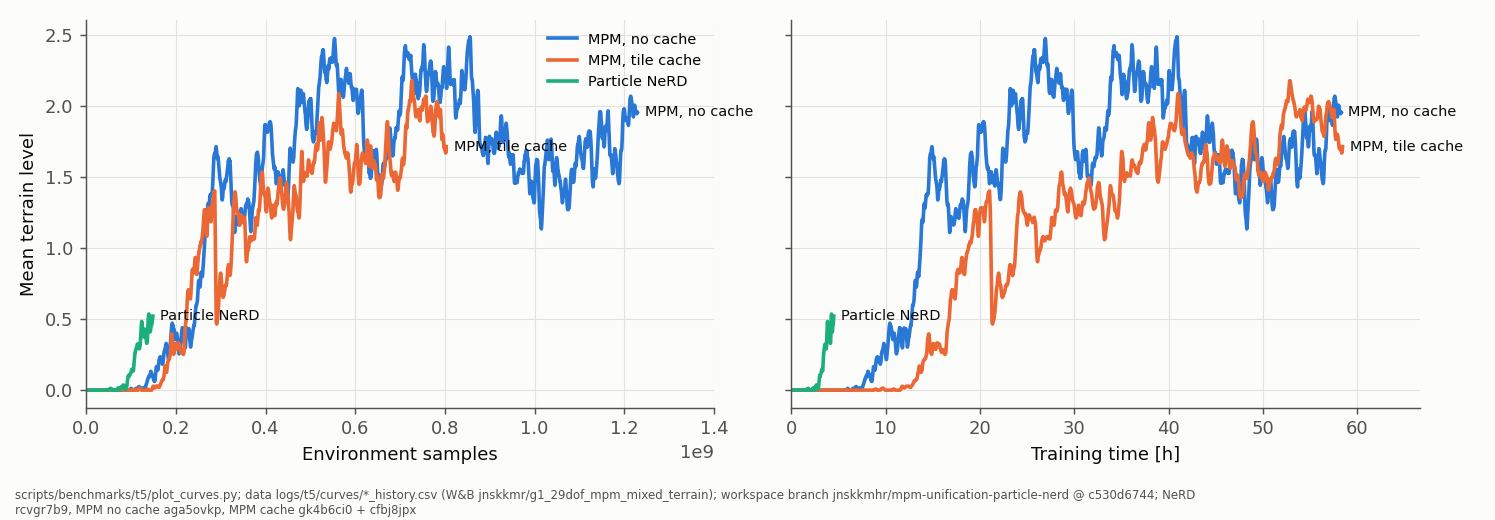 2.5
2.0
1.5
1.0
0.5
0.0
Mean terrain level
MPM, no cache
MPM, tile cache
Particle NeRD
MPM, no cache
MPM, tile cache
Particle NeRD
0.0 0.2 0.4 0.6 0.8 1.0 1.2 1.4
1e9
Environment samples
MPM, no cache
MPM, tile cache
Particle NeRD
0 10 20 30 40 50 60
Training time [h]
scripts/benchmarks/t5/plot_curves.py; data logs/t5/curves/*_history.csv (W&B jnskkmr/g1_29dof_mpm_mixed_terrain); workspace branch jnskkmhr/mpm-unification-particle-nerd @ c530d6744; NeRD
rcvgr7b9, MPM no cache aga5ovkp, MPM cache gk4b6ci0 + cfbj8jpx